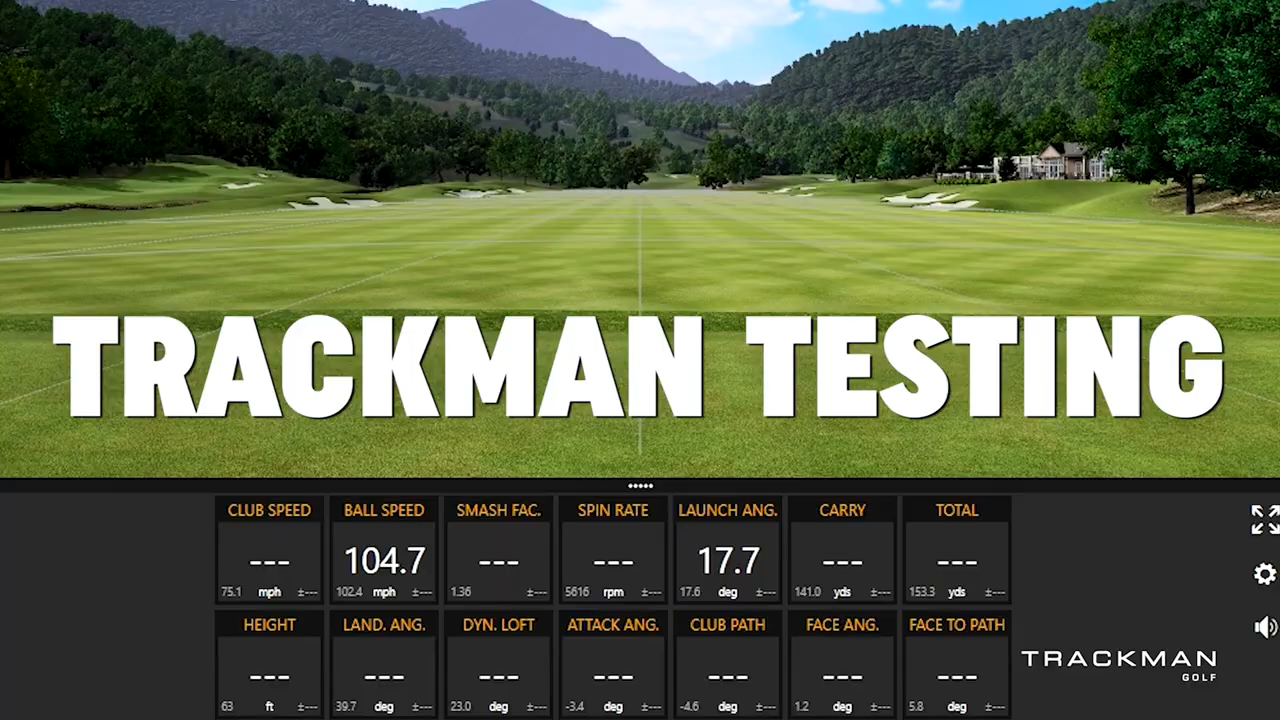 TRACKMAN TESTING
CLUB SPEED BALL SPEED SMASH FAC. SPIN RATE LAUNCH ANG. CARRY TOTAL
--- 104.7 --- --- 17.7 --- ---
75.1 mph ±--- 102.4 mph ±--- 1.36 ±--- 5616 rpm ±--- 17.6 deg ±--- 141.0 yds ±--- 153.3 yds ±---
HEIGHT LAND. ANG. DYN. LOFT ATTACK ANG. CLUB PATH FACE ANG. FACE TO PATH
--- --- --- --- --- --- ---
63 ft ±--- 39.7 deg ±--- 23.0 deg ±--- -3.4 deg ±--- -4.6 deg ±--- 1.2 deg ±--- 5.8 deg ±---
TRACKMAN
GOLF